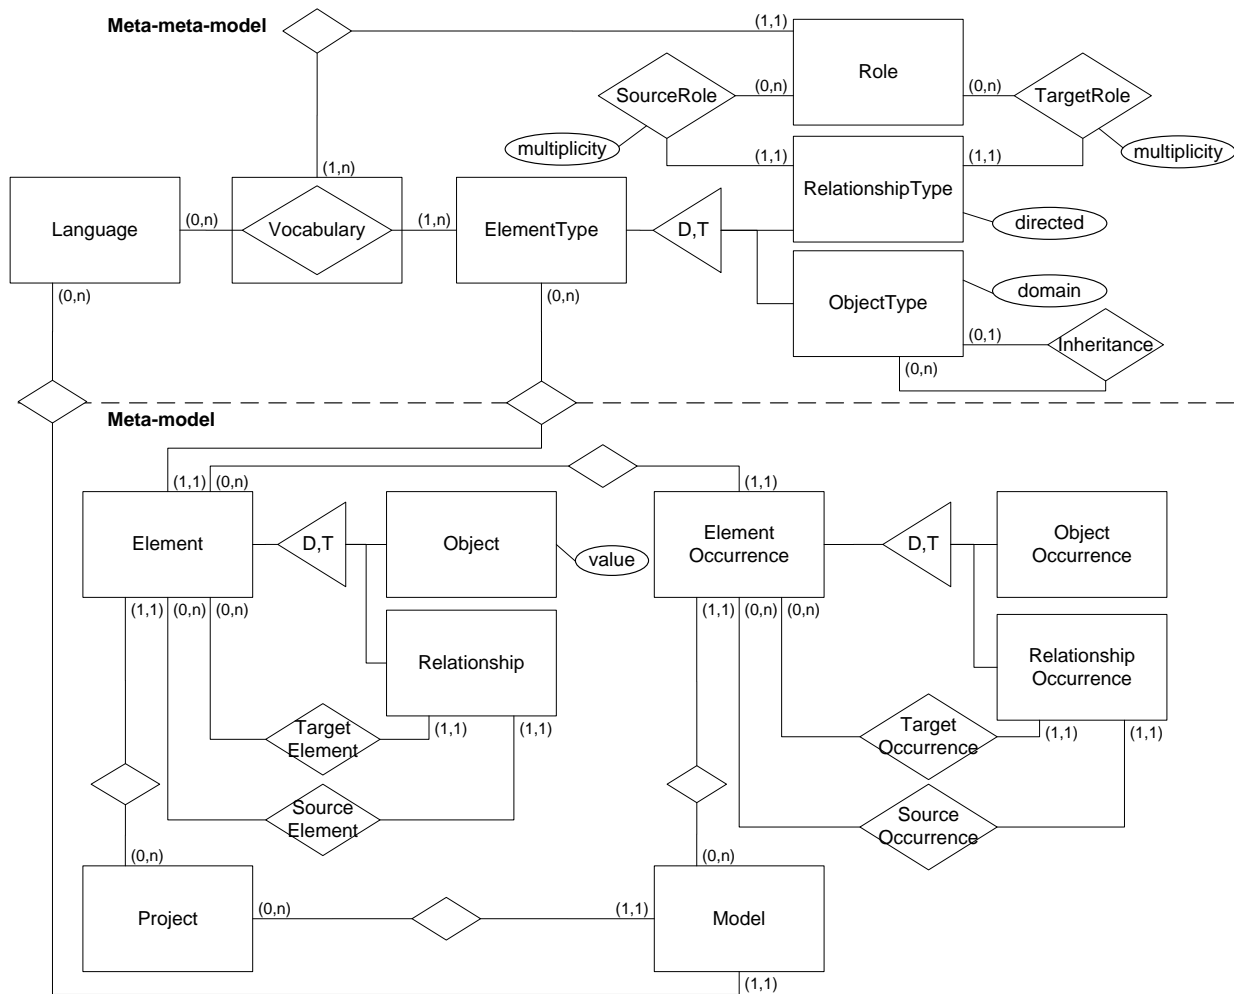 Meta-meta-model
(1,1)
Role
SourceRole
(0,n)
(0,n)
TargetRole
multiplicity
(1,1)
(1,1)
multiplicity
(1,n)
RelationshipType
Language
(0,n)
Vocabulary
(1,n)
ElementType
D,T
directed
(0,n)
(0,n)
domain
ObjectType
(0,1)
Inheritance
(0,n)
Meta-model
(1,1)
(0,n)
(1,1)
Element
D,T
Object
value
Element
Occurrence
D,T
Object
Occurrence
(1,1)
(0,n)
(0,n)
(1,1)
(0,n)
(0,n)
Relationship
Relationship
Occurrence
Target
Element
(1,1)
(1,1)
Target
Occurrence
(1,1)
(1,1)
Source
Element
Source
Occurrence
(0,n)
(0,n)
Project
(0,n)
(1,1)
Model
(1,1)